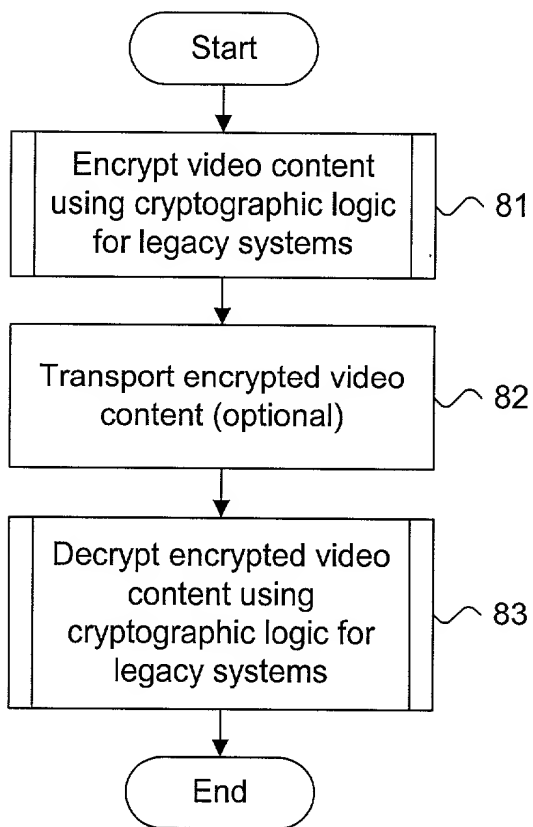 Start
Encrypt video content
using cryptographic logic
for legacy systems
81
Transport encrypted video
content (optional)
82
Decrypt encrypted video
content using
cryptographic logic for
legacy systems
83
End